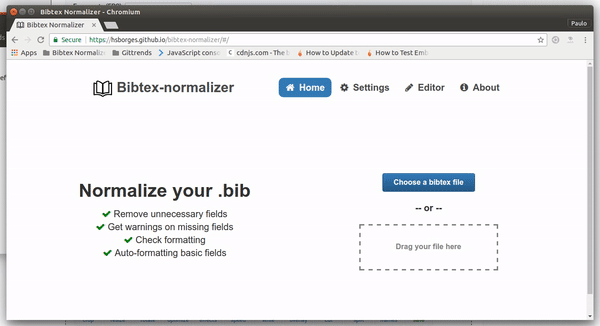 Bibtex Normalizer - Chromium
Bibtex Normalizer
Paulo
Secure
https://hsborges.github.io/bibtex-normalizer/#/
Apps
Bibtex Normalizer
Gittrends
JavaScript conse
cdnjs.com - The b
How to Update b
How to Test Emb
Bibtex-normalizer
Home
Settings
Editor
About
Normalize your .bib
Remove unnecessary fields
Get warnings on missing fields
Check formatting
Auto-formatting basic fields
Choose a bibtex file
-- or --
Drag your file here